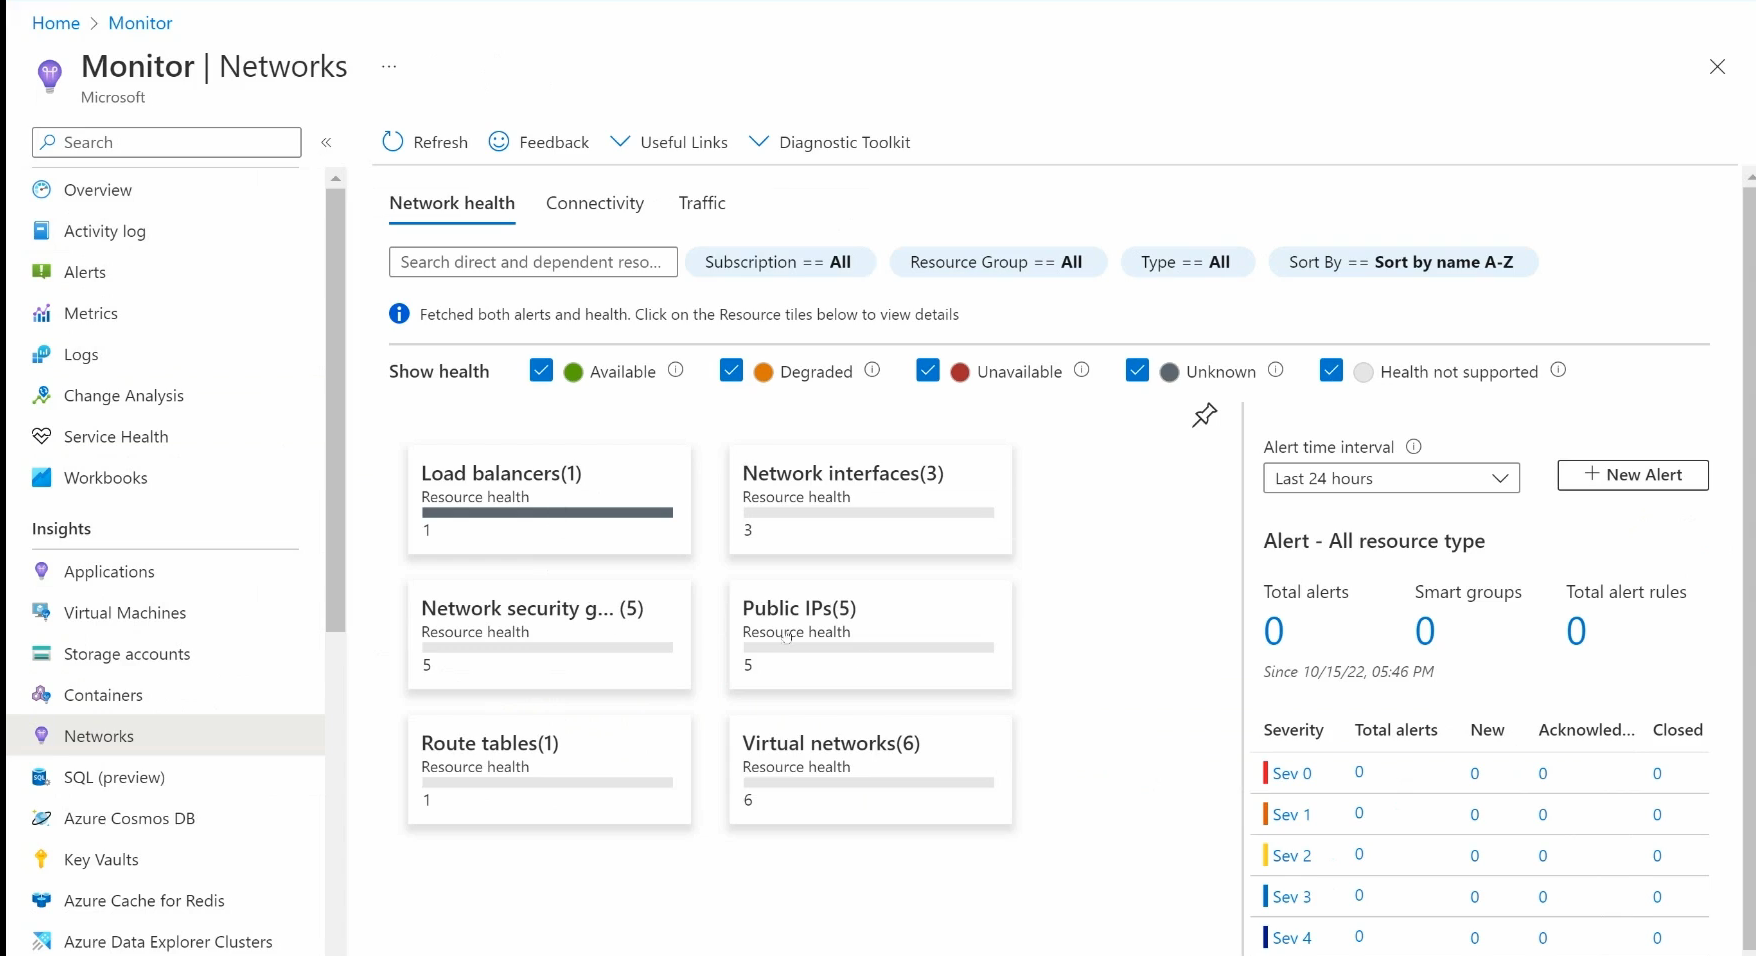 Home > Monitor
Monitor | Networks ...
Microsoft
Search «
Overview
Activity log
Alerts
Metrics
Logs
Change Analysis
Service Health
Workbooks
Insights
Applications
Virtual Machines
Storage accounts
Containers
Networks
SQL (preview)
Azure Cosmos DB
Key Vaults
Azure Cache for Redis
Azure Data Explorer Clusters
Refresh Feedback Useful Links Diagnostic Toolkit
Network health Connectivity Traffic
Search direct and dependent reso... Subscription == All Resource Group == All Type == All Sort By == Sort by name A-Z
Fetched both alerts and health. Click on the Resource tiles below to view details
Show health Available Degraded Unavailable Unknown Health not supported
Load balancers(1)
Resource health
1
Network interfaces(3)
Resource health
3
Network security g... (5)
Resource health
5
Public IPs(5)
Resource health
5
Route tables(1)
Resource health
1
Virtual networks(6)
Resource health
6
Alert time interval
Last 24 hours + New Alert
Alert - All resource type
Total alerts Smart groups Total alert rules
0 0 0
Since 10/15/22, 05:46 PM
Severity Total alerts New Acknowled... Closed
Sev 0 0 0 0 0
Sev 1 0 0 0 0
Sev 2 0 0 0 0
Sev 3 0 0 0 0
Sev 4 0 0 0 0